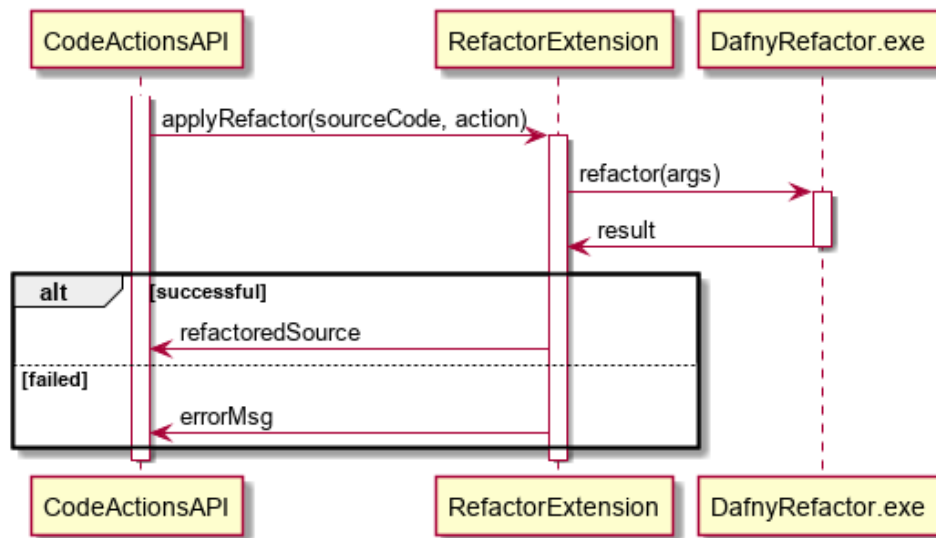 CodeActionsAPI RefactorExtension DafnyRefactor.exe
applyRefactor(sourceCode, action)
refactor(args)
result
alt [successful]
refactoredSource
[failed]
errorMsg
CodeActionsAPI RefactorExtension DafnyRefactor.exe